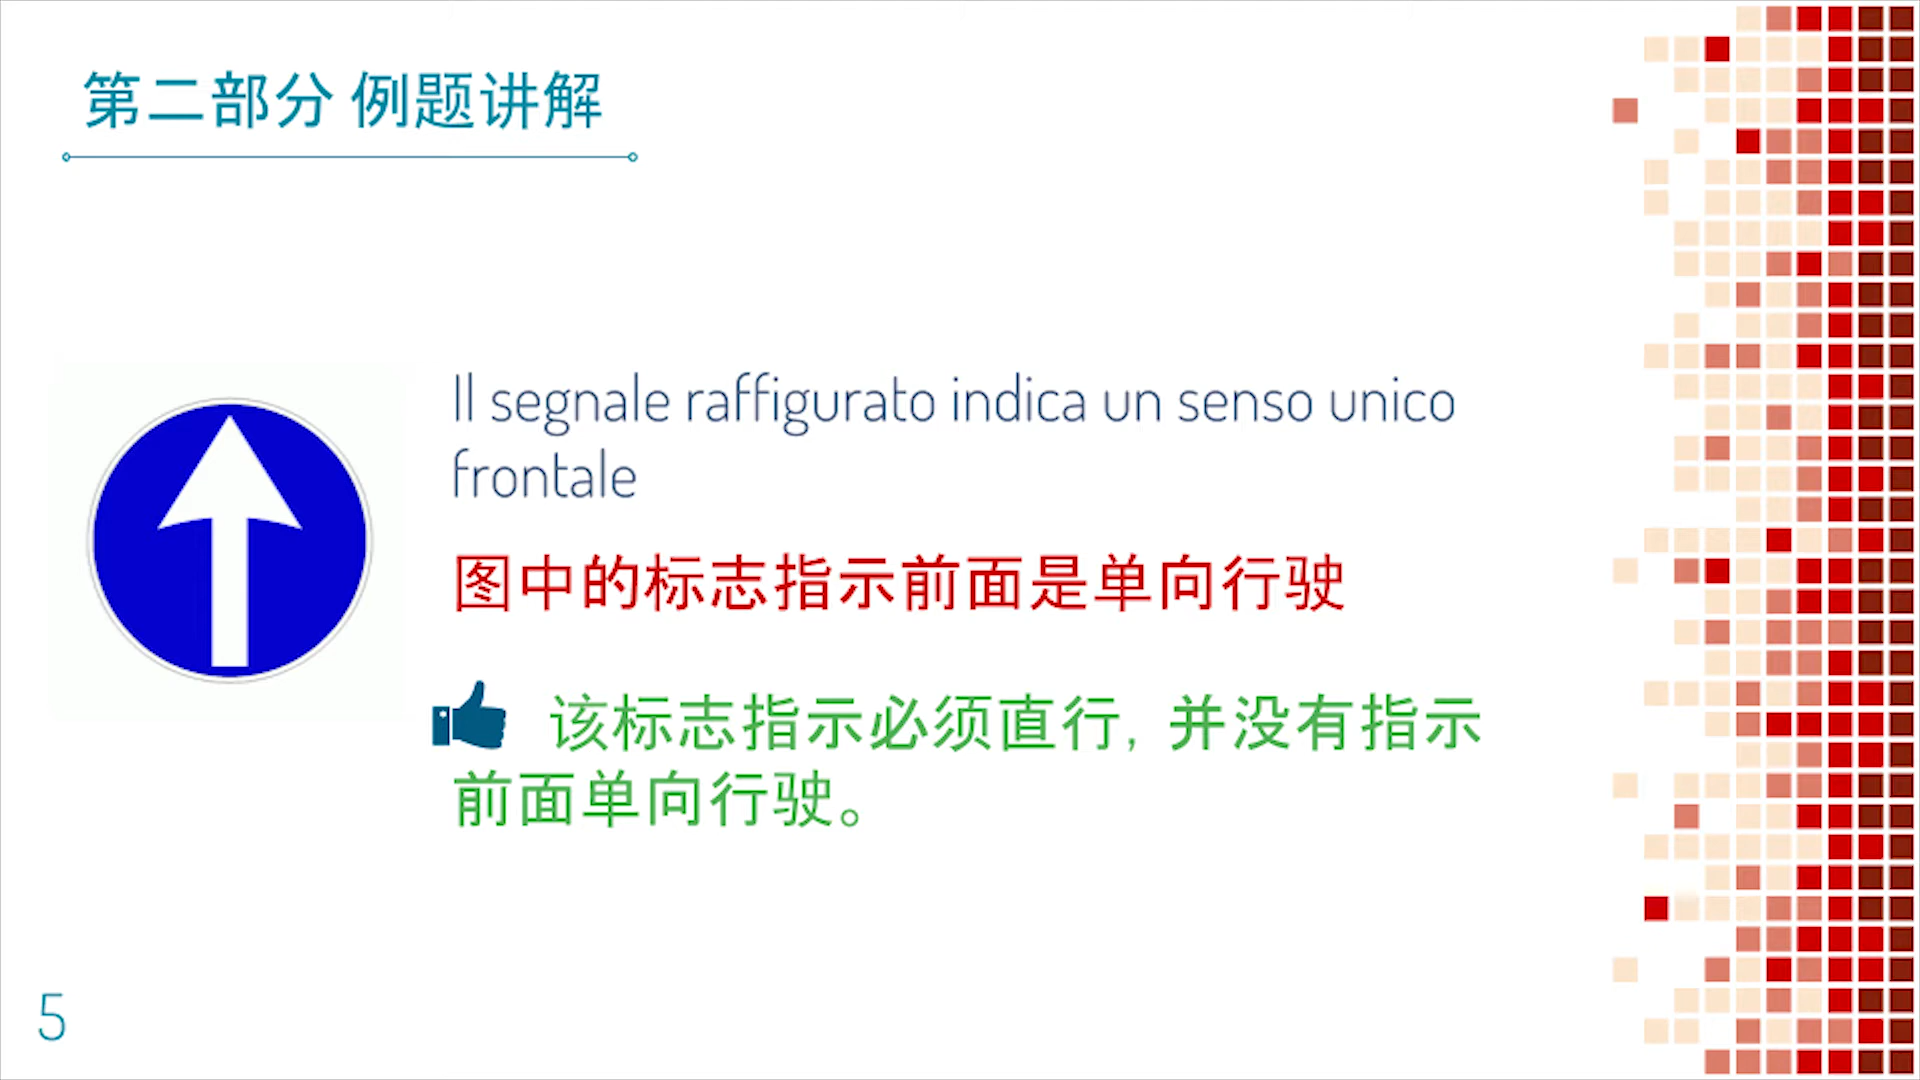 第二部分 例题讲解
Il segnale raffigurato indica un senso unico
frontale
图中的标志指示前面是单向行驶
该标志指示必须直行, 并没有指示
前面单向行驶。
5